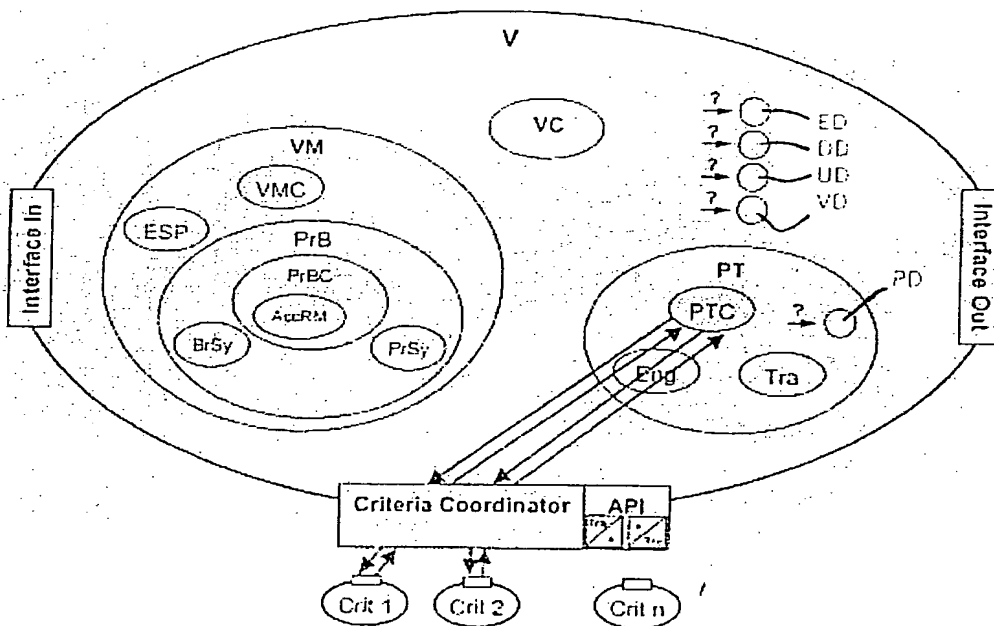 V
VC
?
ED
?
DD
?
UD
?
VD
VM
VMC
ESP
PrB
PrBC
AccRM
BrSy
PrSy
Interface In
Interface Out
PT
PTC
?
PD
Eng
Tra
Criteria Coordinator
API
Crit 1
Crit 2
Crit n